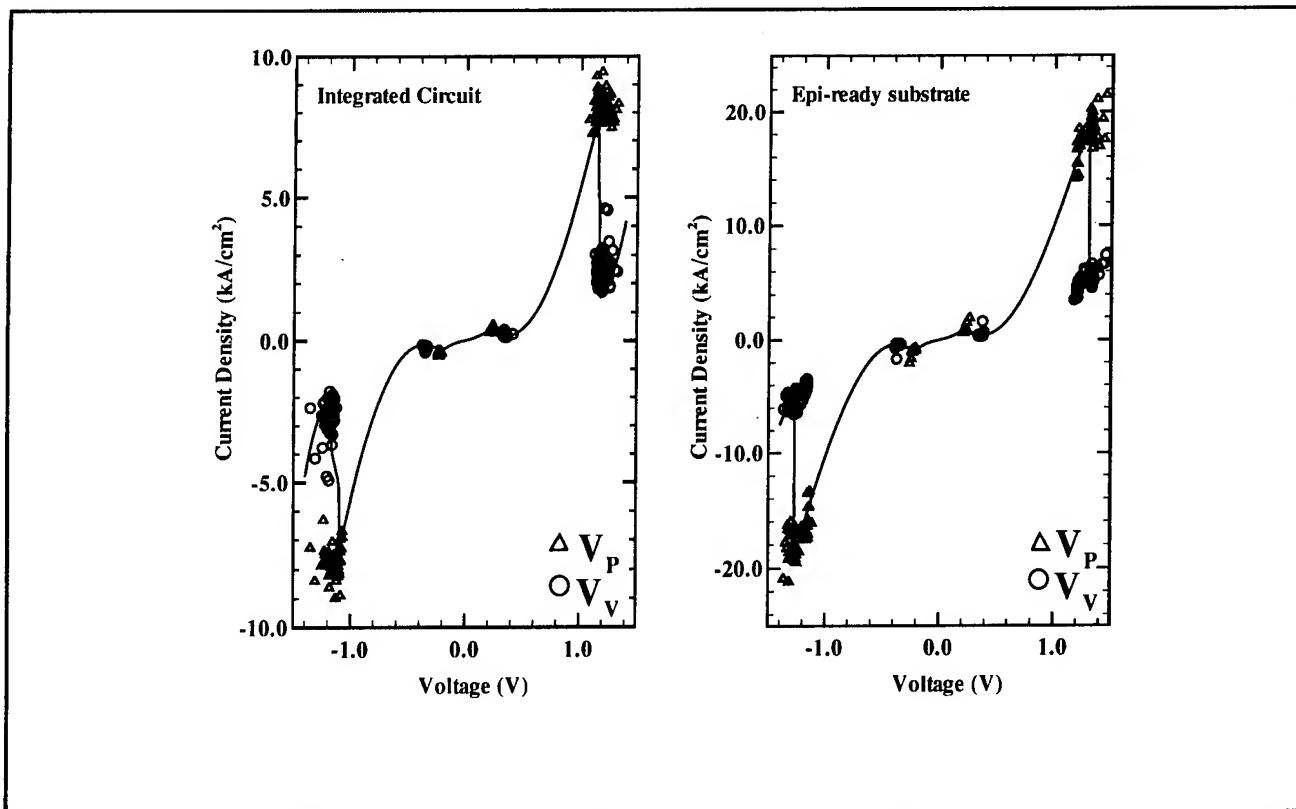 Integrated Circuit
Current Density (kA/cm²)
10.0
5.0
0.0
-5.0
-10.0
-1.0 0.0 1.0
Voltage (V)
△ V_P
○ V_V
Epi-ready substrate
Current Density (kA/cm²)
20.0
10.0
0.0
-10.0
-20.0
-1.0 0.0 1.0
Voltage (V)
△ V_P
○ V_V